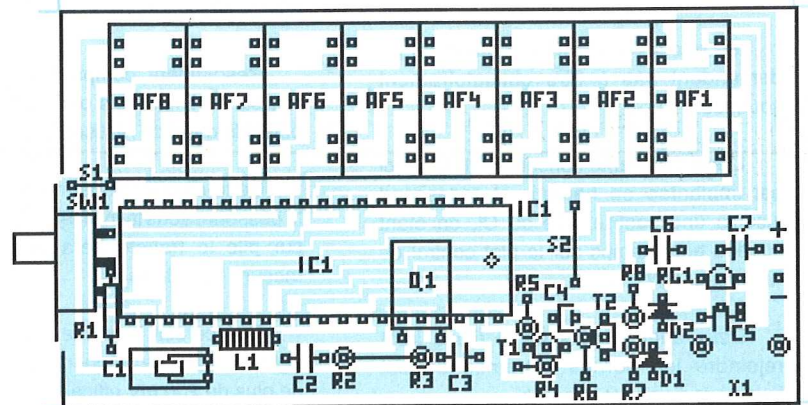 AF8 AF7 AF6 AF5 AF4 AF3 AF2 AF1
S1
SW1
IC1
C6 C7
S2
+
IC1
Q1
R5 C4 T2 R8 RG1
−
R1
T1 D2 C5
C1 L1 C2 R2 R3 C3 R4 R6 R7 D1 X1